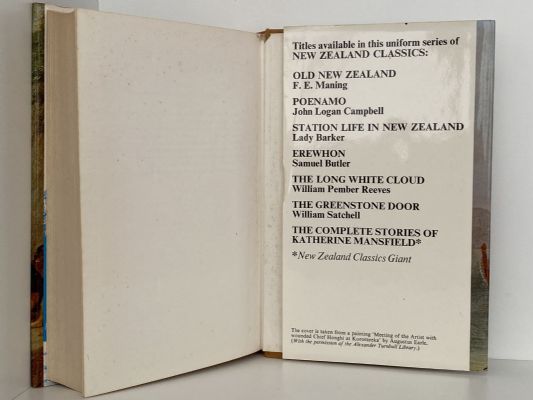 Titles available in this uniform series of
NEW ZEALAND CLASSICS:
OLD NEW ZEALAND
F. E. Maning
POENAMO
John Logan Campbell
STATION LIFE IN NEW ZEALAND
Lady Barker
EREWHON
Samuel Butler
THE LONG WHITE CLOUD
William Pember Reeves
THE GREENSTONE DOOR
William Satchell
THE COMPLETE STORIES OF
KATHERINE MANSFIELD*
*New Zealand Classics Giant
The cover is taken from a painting "Meeting of the Artist with
wounded Chief Honghi at Kororareka" by Augustus Earle.
(With the permission of the Alexander Turnbull Library.)